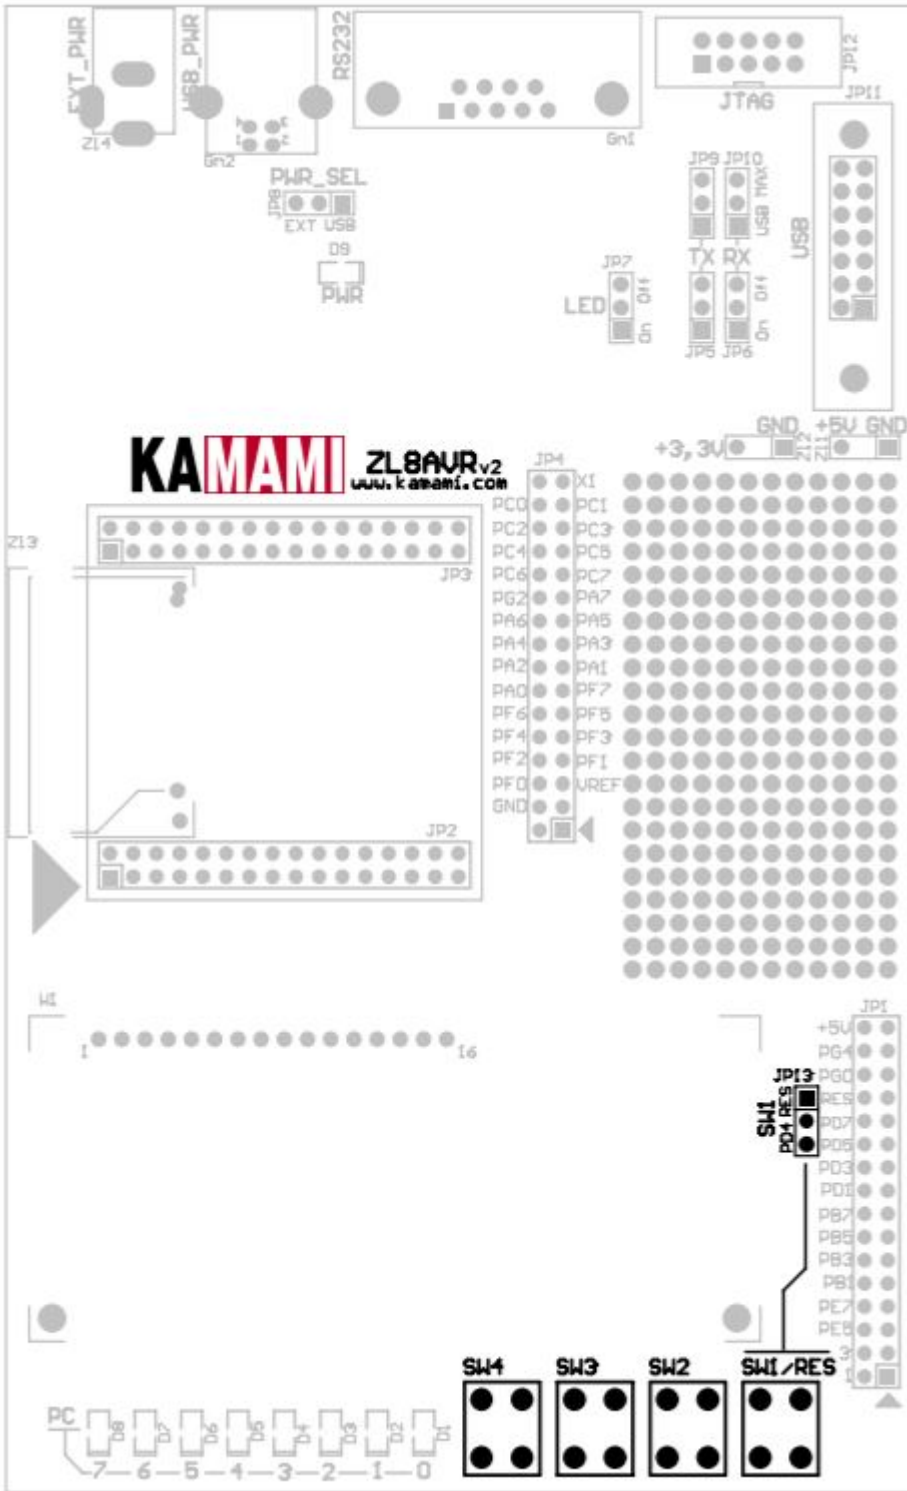 EXT_PWR
Z14
USB_PWR
Gn2
RS232
Gn1
JP12
JTAG
JP11
USB
PWR_SEL
JP8
EXT USB
D9
PWR
JP9 JP10
USB MAX
TX RX
JP7
LED
On Off
JP5 JP6
On Off
GND +5V GND
+3,3V
Z12
Z11
KAMAMI
ZL8AVRv2
www.kamami.com
JP4
X1
PC0 PC1
PC2 PC3
PC4 PC5
PC6 PC7
PG2 PA7
PA6 PA5
PA4 PA3
PA2 PA1
PA0 PF7
PF6 PF5
PF4 PF3
PF2 PF1
PF0 VREF
GND
Z13
JP3
JP2
W1
1 16
JP1
+5V
PG4
PG0
RES
PD7
PD5
PD3
PD1
PB7
PB5
PB3
PB1
PE7
PE5
3
1
JP13
SW1
PD4 RES
SW4 SW3 SW2 SW1/RES
PC
D8 D7 D6 D5 D4 D3 D2 D1
7 6 5 4 3 2 1 0